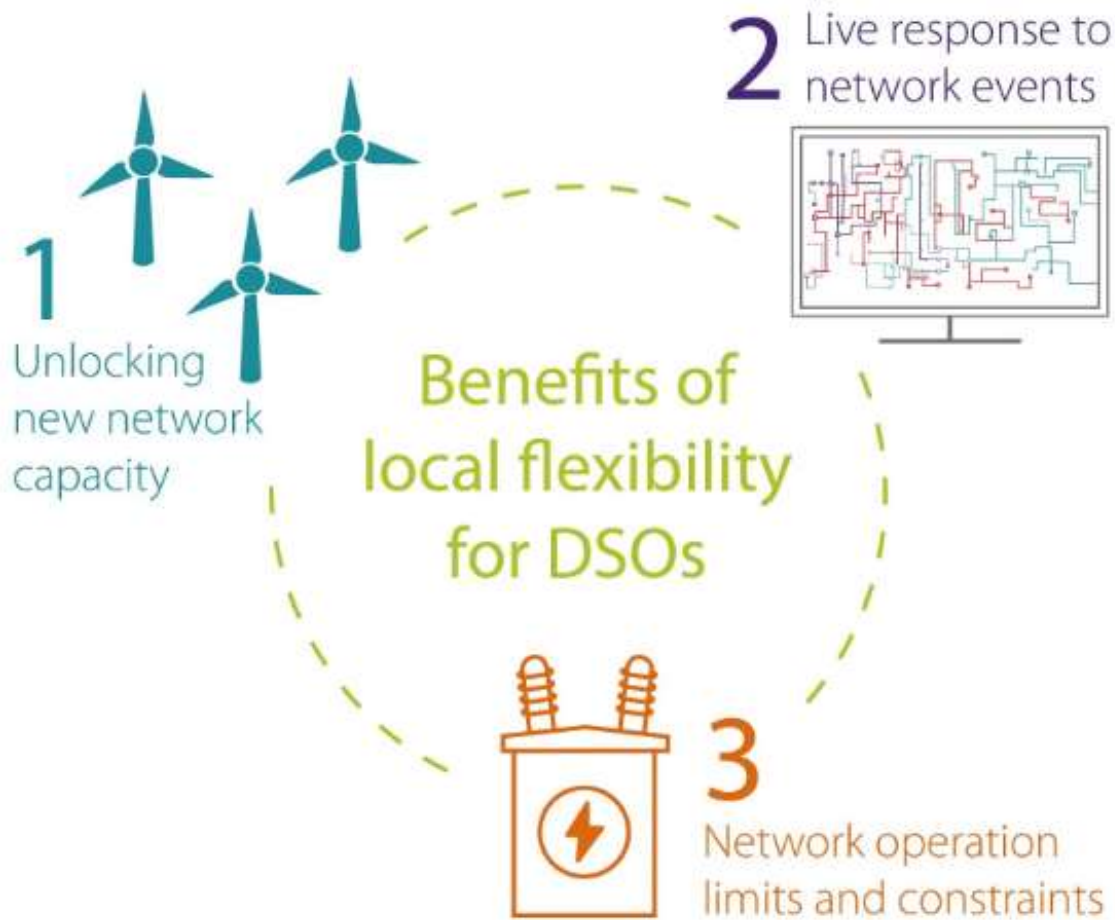 1
Unlocking
new network
capacity
2
Live response to
network events
Benefits of
local flexibility
for DSOs
3
Network operation
limits and constraints